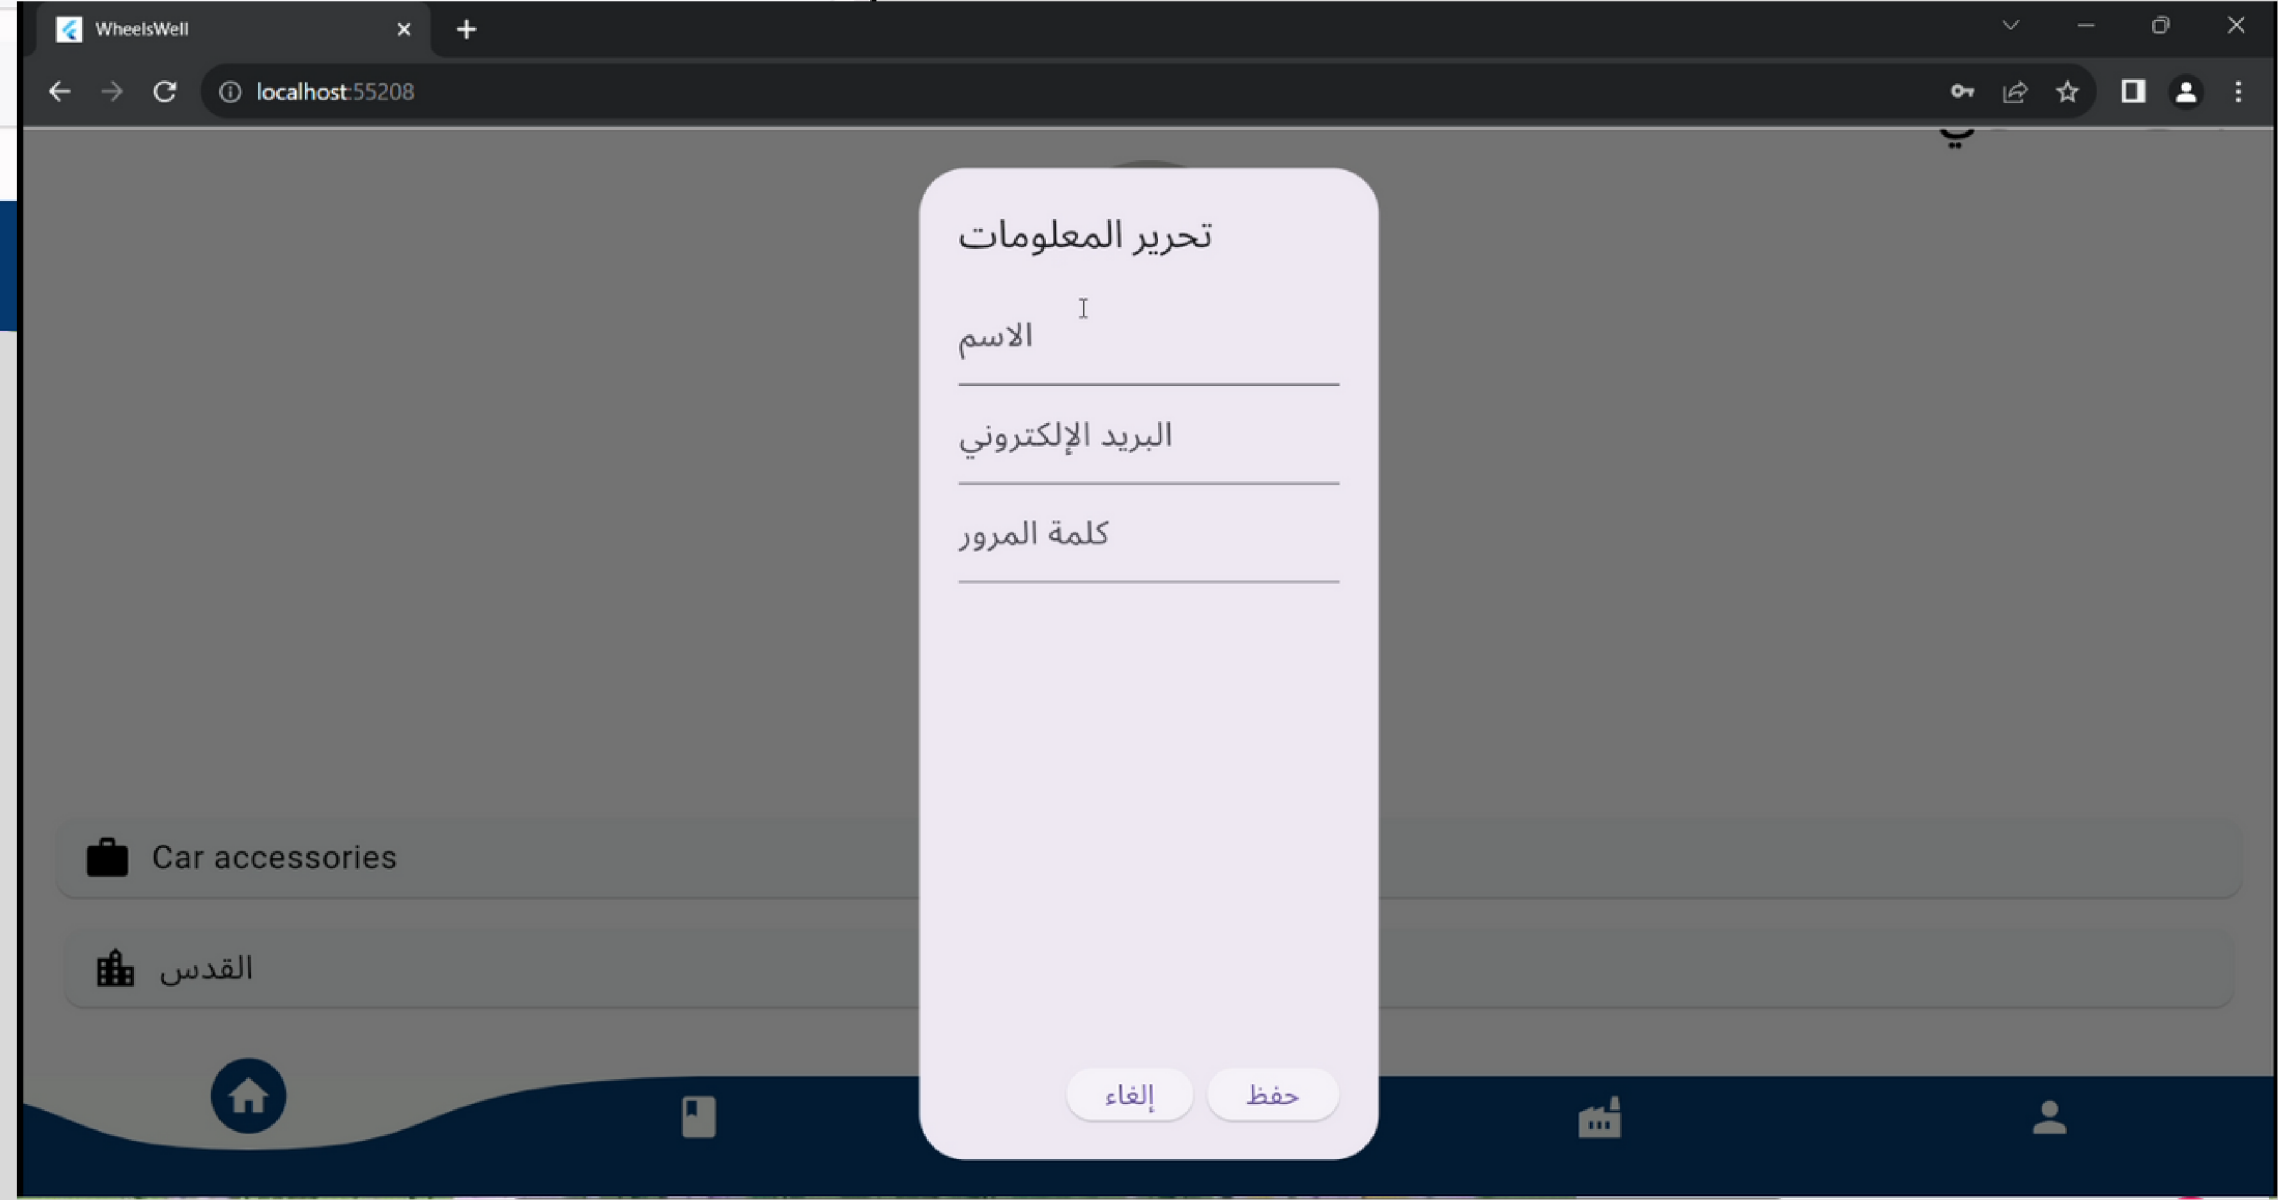 WheelsWell
localhost:55208
تحرير المعلومات
الاسم
البريد الإلكتروني
كلمة المرور
Car accessories
القدس
إلغاء
حفظ